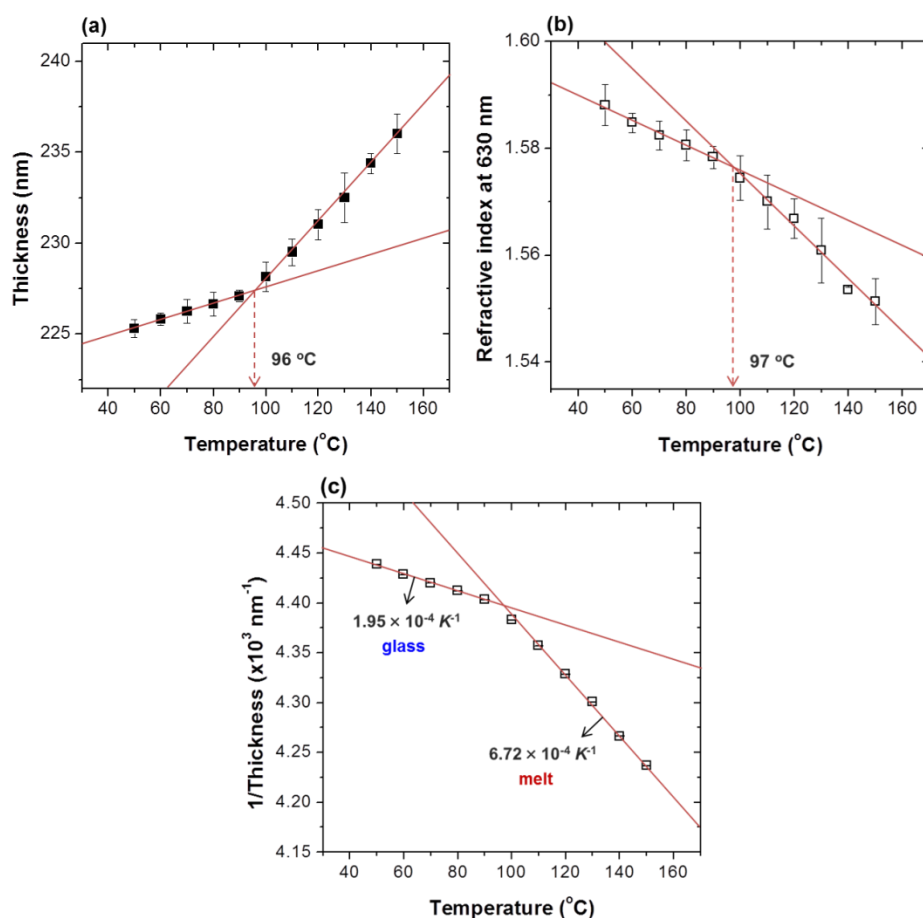 (a)
240
235
230
225
Thickness (nm)
96 °C
40 60 80 100 120 140 160
Temperature (°C)
(b)
1.60
1.58
1.56
1.54
Refractive index at 630 nm
97 °C
40 60 80 100 120 140 160
Temperature (°C)
(c)
4.50
4.45
4.40
4.35
4.30
4.25
4.20
4.15
1/Thickness (x10³ nm⁻¹)
1.95 × 10⁻⁴ K⁻¹
glass
6.72 × 10⁻⁴ K⁻¹
melt
40 60 80 100 120 140 160
Temperature (°C)